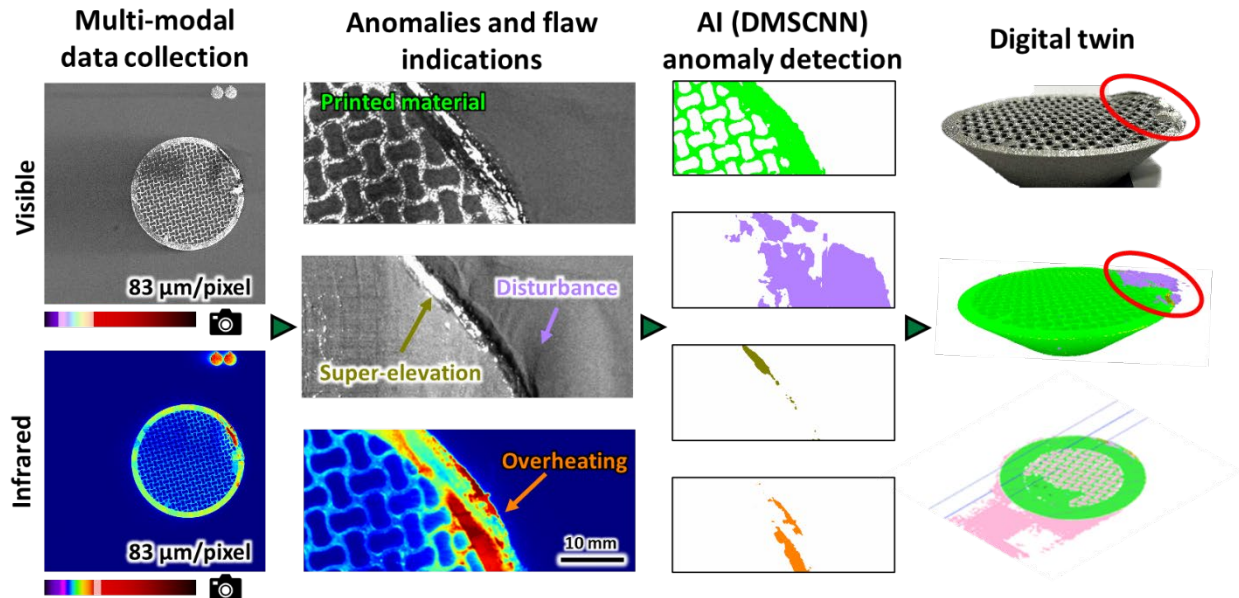 Multi-modal
data collection
Anomalies and flaw
indications
AI (DMSCNN)
anomaly detection
Digital twin
Visible
83 µm/pixel
Printed material
Disturbance
Super-elevation
Infrared
83 µm/pixel
Overheating
10 mm